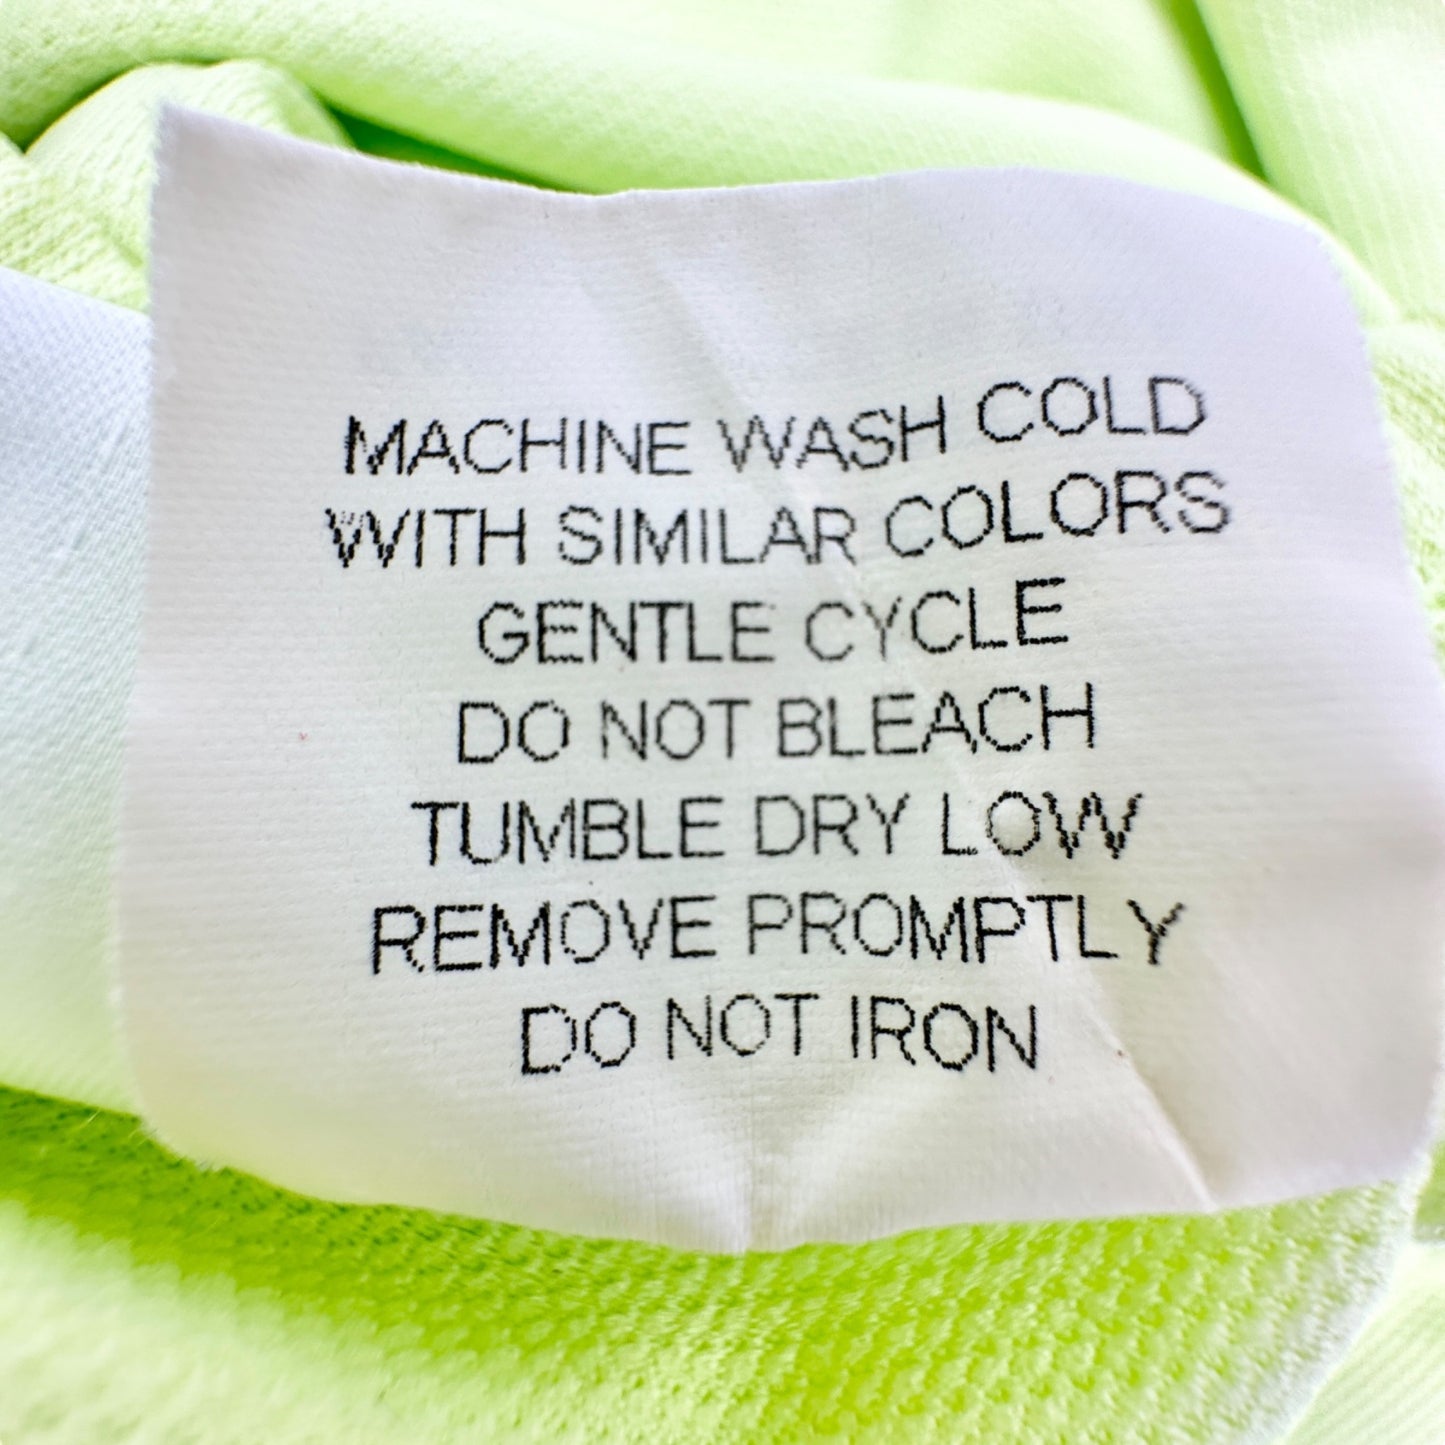 MACHINE WASH COLD
WITH SIMILAR COLORS
GENTLE CYCLE
DO NOT BLEACH
TUMBLE DRY LOW
REMOVE PROMPTLY
DO NOT IRON